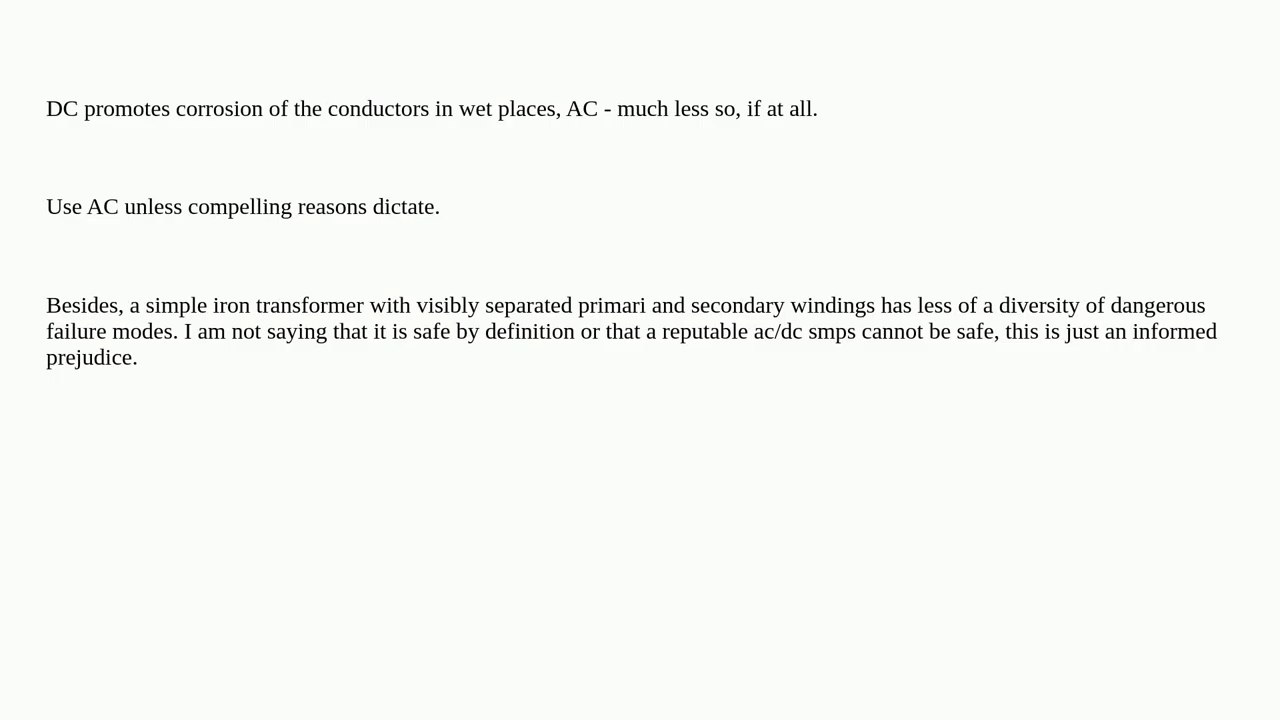 DC promotes corrosion of the conductors in wet places, AC - much less so, if at all.
Use AC unless compelling reasons dictate.
Besides, a simple iron transformer with visibly separated primari and secondary windings has less of a diversity of dangerous
failure modes. I am not saying that it is safe by definition or that a reputable ac/dc smps cannot be safe, this is just an informed
prejudice.